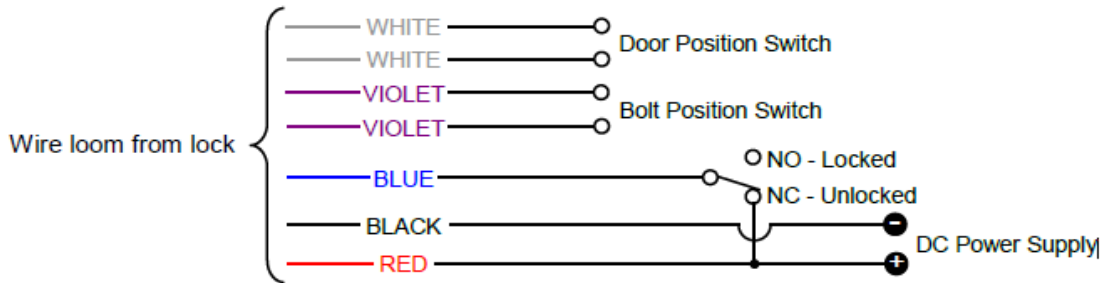 WHITE
Door Position Switch
WHITE
VIOLET
Bolt Position Switch
VIOLET
Wire loom from lock
NO - Locked
BLUE
NC - Unlocked
BLACK
-
DC Power Supply
RED
+